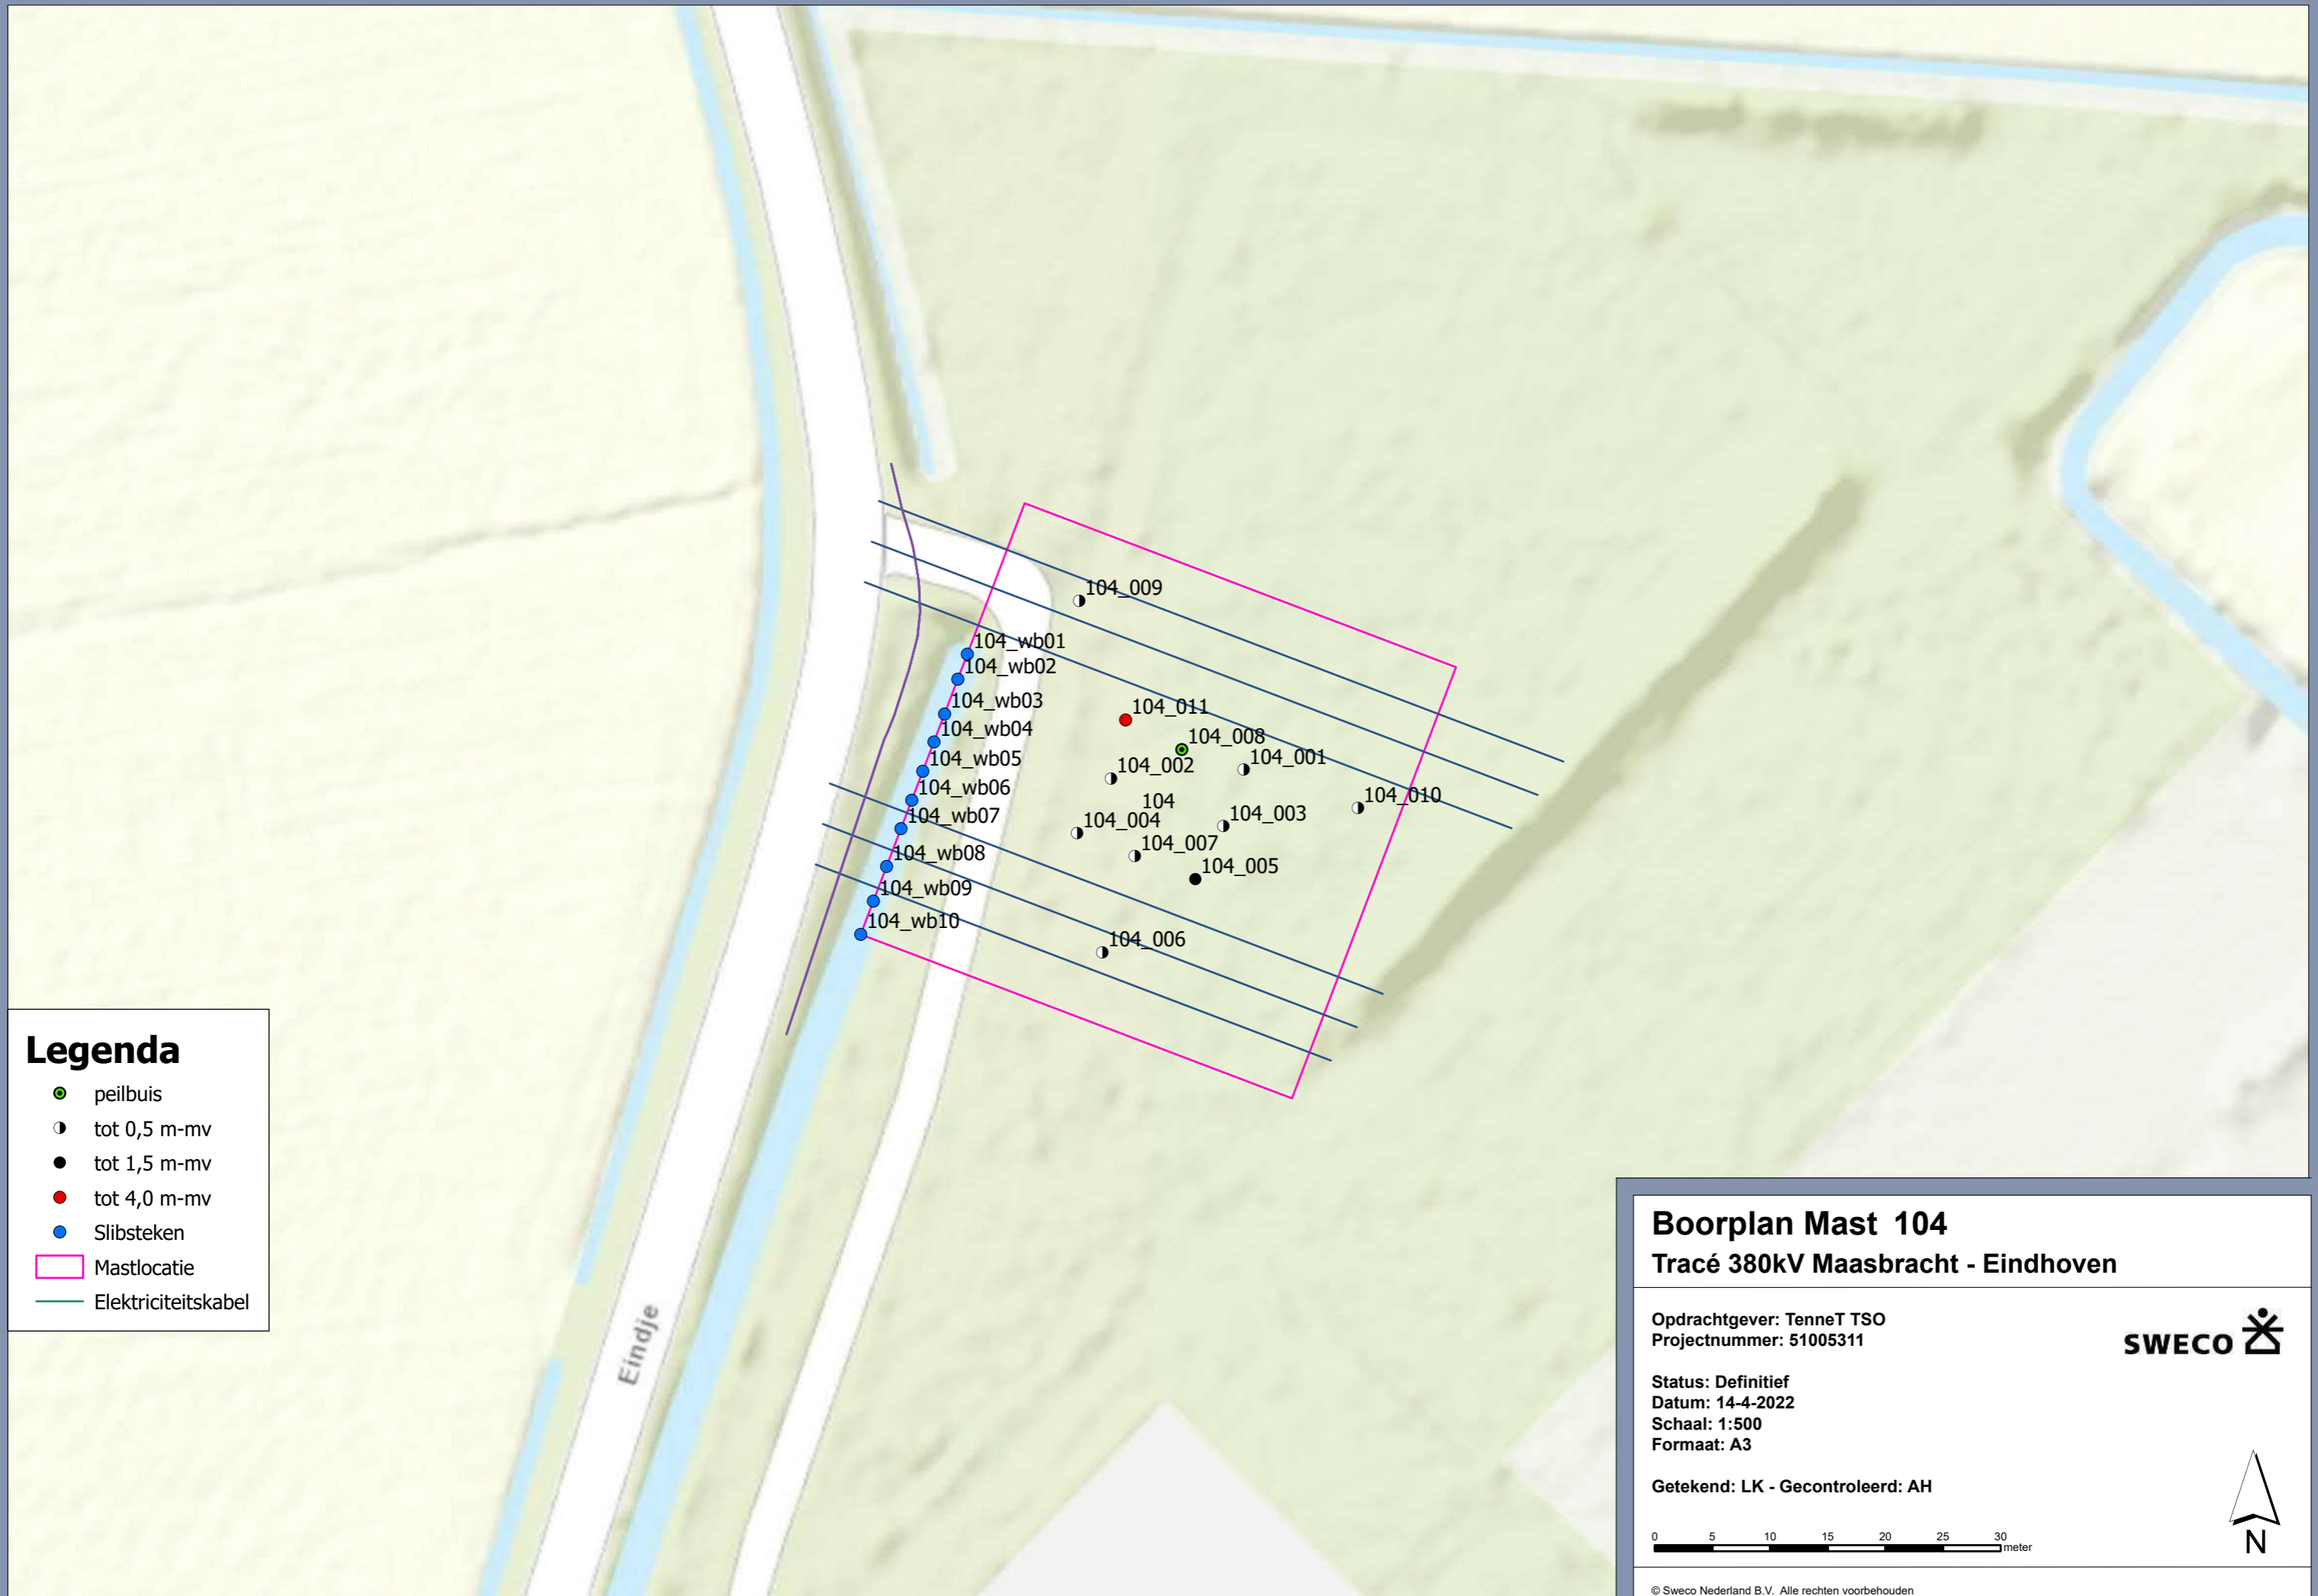 104_009
104_wb01
104_wb02
104_wb03
104_011
104_wb04
104_008
104_wb05
104_001
104_002
104_wb06
104_010
104
104_wb07
104_004
104_003
104_007
104_wb08
104_005
104_wb09
104_wb10
104_006
Eindje
Legenda
peilbuis
tot 0,5 m-mv
tot 1,5 m-mv
tot 4,0 m-mv
Slibsteken
Mastlocatie
Elektriciteitskabel
Boorplan Mast 104
Tracé 380kV Maasbracht - Eindhoven
Opdrachtgever: TenneT TSO
Projectnummer: 51005311
SWECO
Status: Definitief
Datum: 14-4-2022
Schaal: 1:500
Formaat: A3
Getekend: LK - Gecontroleerd: AH
0 5 10 15 20 25 30
meter
N
© Sweco Nederland B.V. Alle rechten voorbehouden